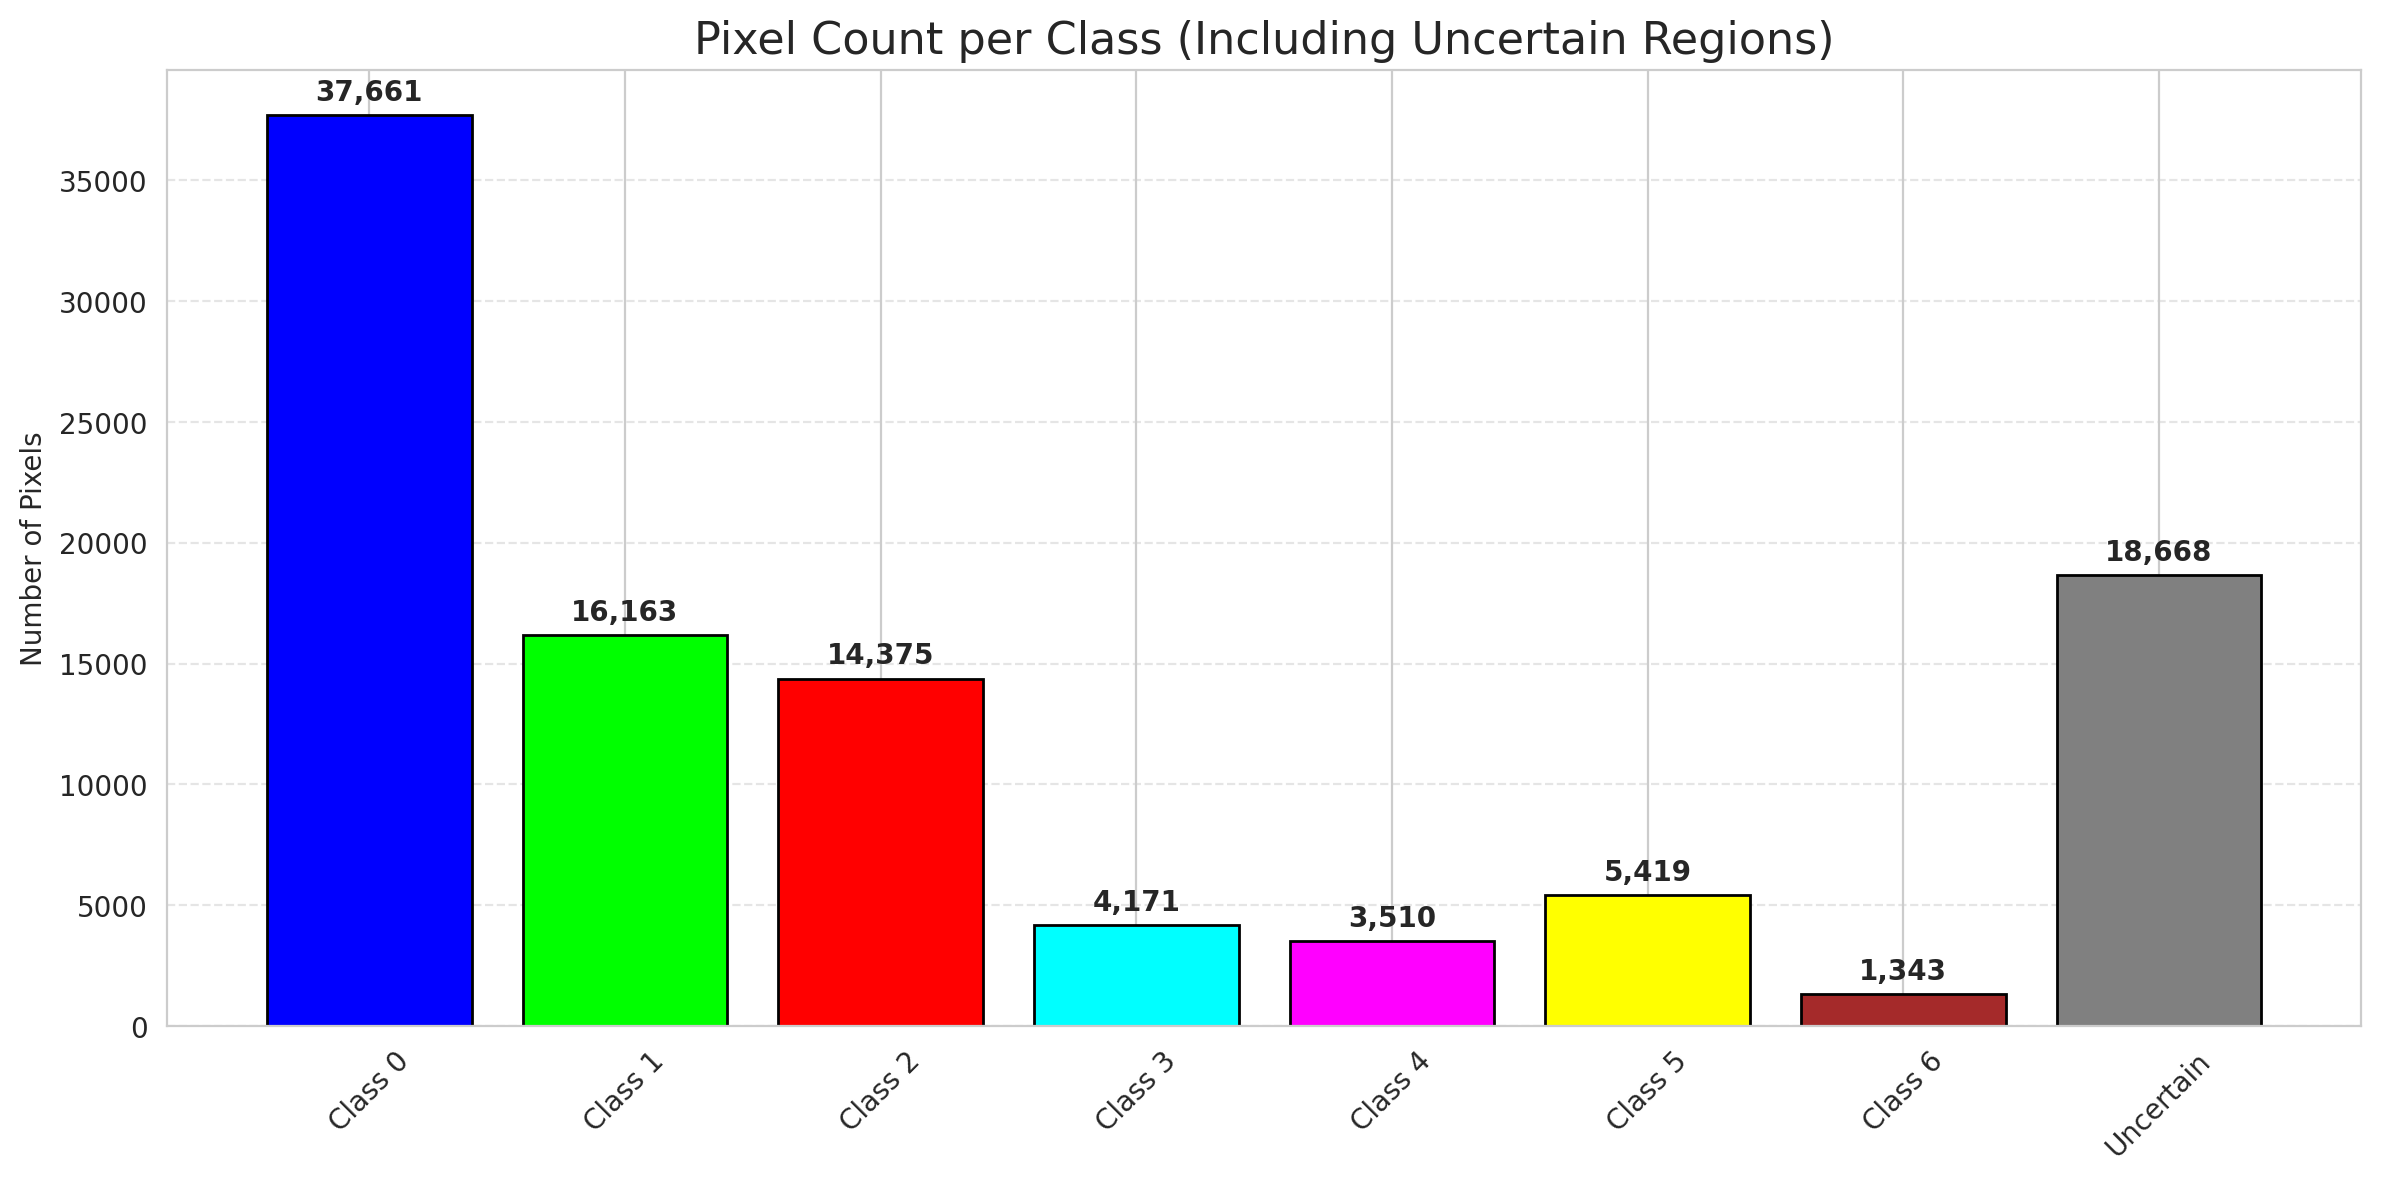 Pixel Count per Class (Including Uncertain Regions)
Number of Pixels
35000
30000
25000
20000
15000
10000
5000
0
37,661
16,163
14,375
4,171
3,510
5,419
1,343
18,668
Class 0
Class 1
Class 2
Class 3
Class 4
Class 5
Class 6
Uncertain